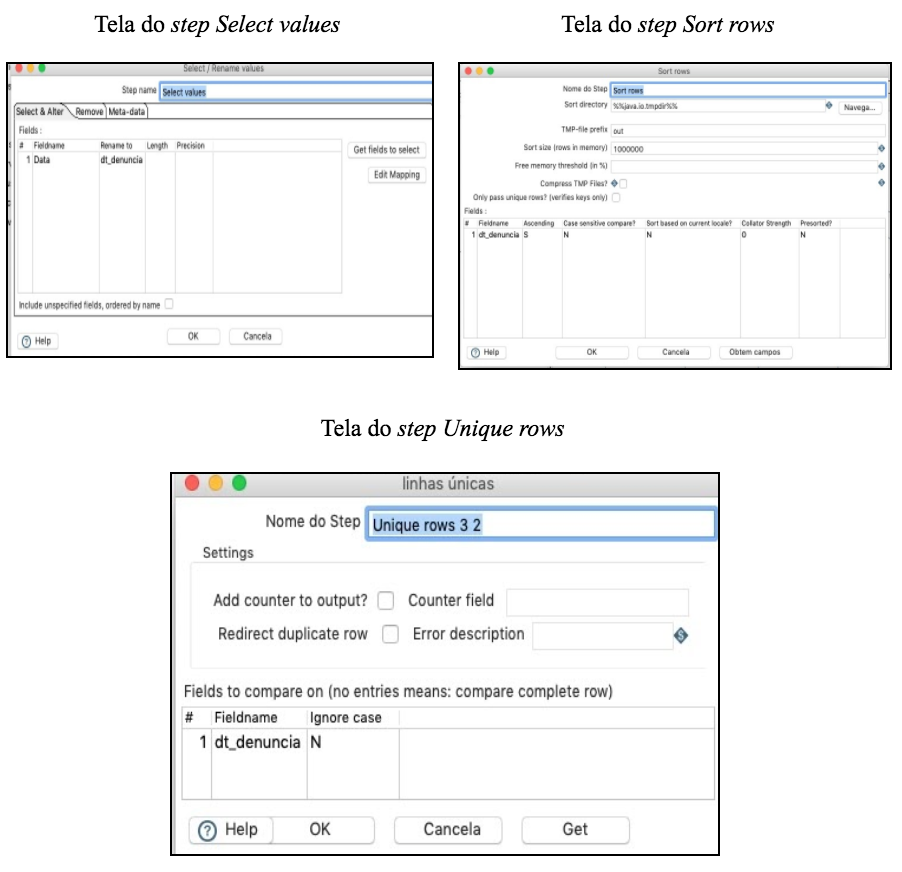 Tela do step Select values
Select / Rename values
Step name Select values
Select & Alter Remove Meta-data
Fields :
# Fieldname Rename to Length Precision
1 Data dt_denuncia
Get fields to select
Edit Mapping
Include unspecified fields, ordered by name
Help OK Cancela
Tela do step Sort rows
Sort rows
Nome do Step Sort rows
Sort directory %%java.io.tmpdir%% Navega...
TMP-file prefix out
Sort size (rows in memory) 1000000
Free memory threshold (in %)
Compress TMP Files?
Only pass unique rows? (verifies keys only)
Fields :
# Fieldname Ascending Case sensitive compare? Sort based on current locale? Collator Strength Presorted?
1 dt_denuncia S N N 0 N
Help OK Cancela Obtem campos
Tela do step Unique rows
linhas únicas
Nome do Step Unique rows 3 2
Settings
Add counter to output? Counter field
Redirect duplicate row Error description
Fields to compare on (no entries means: compare complete row)
# Fieldname Ignore case
1 dt_denuncia N
Help OK Cancela Get